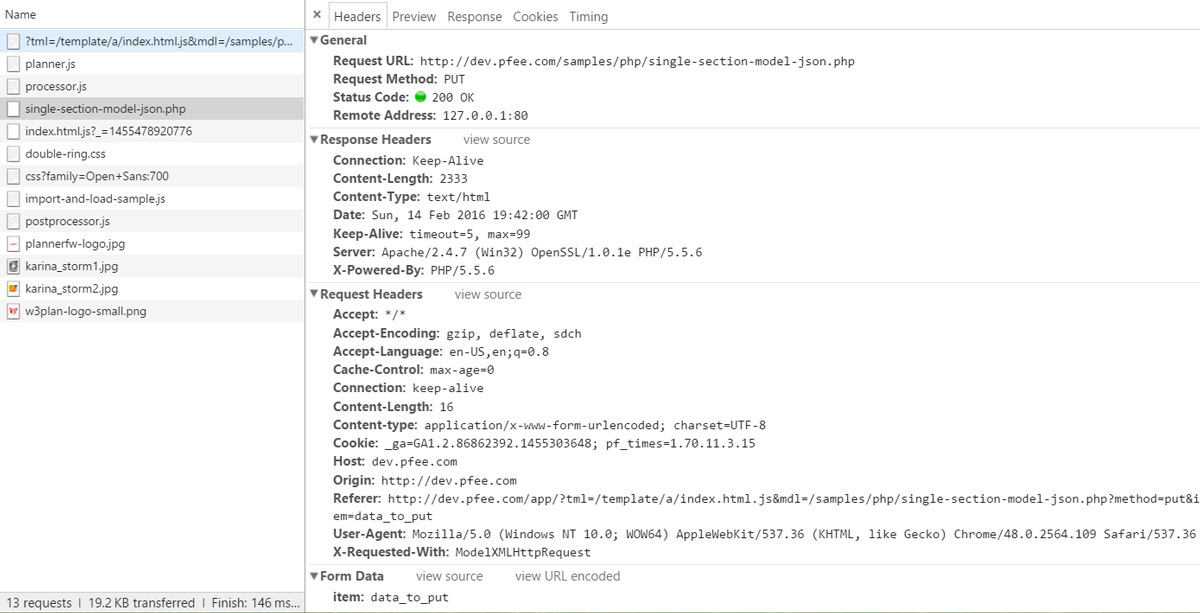 Name
?tml=/template/a/index.html.js&mdl=/samples/p...
planner.js
processor.js
single-section-model-json.php
index.html.js?_=1455478920776
double-ring.css
css?family=Open+Sans:700
import-and-load-sample.js
postprocessor.js
plannerfw-logo.jpg
karina_storm1.jpg
karina_storm2.jpg
w3plan-logo-small.png
13 requests | 19.2 KB transferred | Finish: 146 ms...
× Headers Preview Response Cookies Timing
▼General
Request URL: http://dev.pfee.com/samples/php/single-section-model-json.php
Request Method: PUT
Status Code: 200 OK
Remote Address: 127.0.0.1:80
▼Response Headers view source
Connection: Keep-Alive
Content-Length: 2333
Content-Type: text/html
Date: Sun, 14 Feb 2016 19:42:00 GMT
Keep-Alive: timeout=5, max=99
Server: Apache/2.4.7 (Win32) OpenSSL/1.0.1e PHP/5.5.6
X-Powered-By: PHP/5.5.6
▼Request Headers view source
Accept: */*
Accept-Encoding: gzip, deflate, sdch
Accept-Language: en-US,en;q=0.8
Cache-Control: max-age=0
Connection: keep-alive
Content-Length: 16
Content-type: application/x-www-form-urlencoded; charset=UTF-8
Cookie: _ga=GA1.2.86862392.1455303648; pf_times=1.70.11.3.15
Host: dev.pfee.com
Origin: http://dev.pfee.com
Referer: http://dev.pfee.com/app/?tml=/template/a/index.html.js&mdl=/samples/php/single-section-model-json.php?method=put&i
em=data_to_put
User-Agent: Mozilla/5.0 (Windows NT 10.0; WOW64) AppleWebKit/537.36 (KHTML, like Gecko) Chrome/48.0.2564.109 Safari/537.36
X-Requested-With: ModelXMLHttpRequest
▼Form Data view source view URL encoded
item: data_to_put